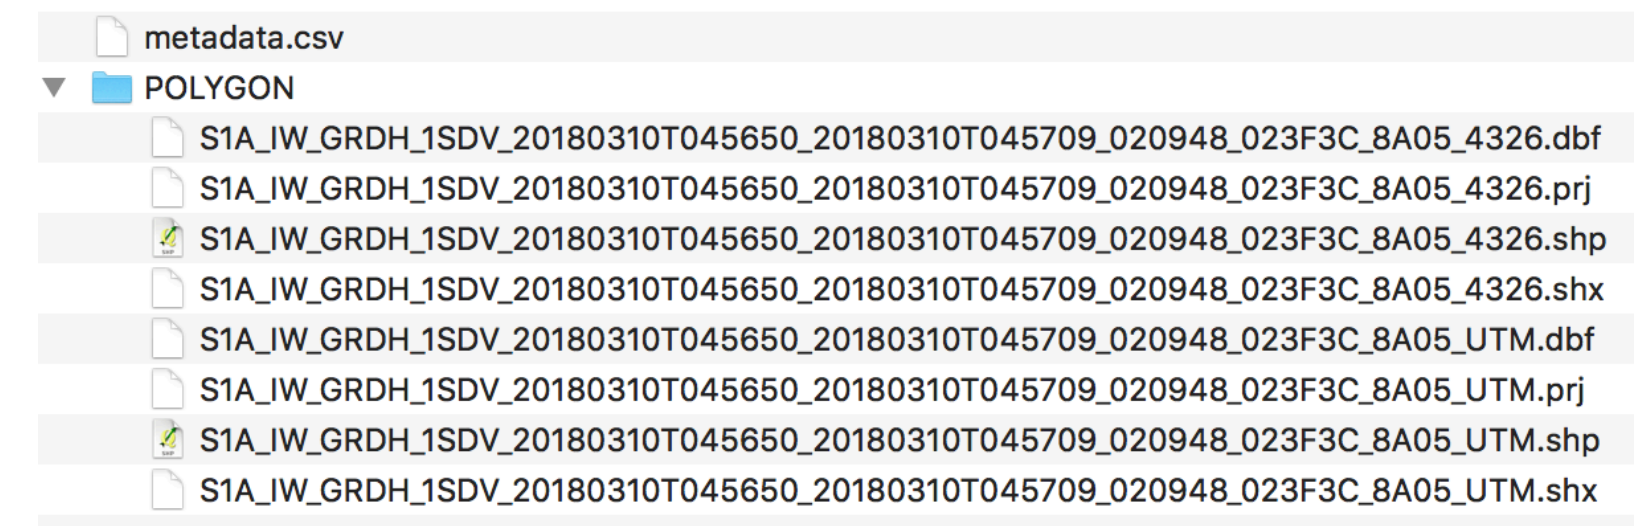 metadata.csv
POLYGON
S1A_IW_GRDH_1SDV_20180310T045650_20180310T045709_020948_023F3C_8A05_4326.dbf
S1A_IW_GRDH_1SDV_20180310T045650_20180310T045709_020948_023F3C_8A05_4326.prj
S1A_IW_GRDH_1SDV_20180310T045650_20180310T045709_020948_023F3C_8A05_4326.shp
S1A_IW_GRDH_1SDV_20180310T045650_20180310T045709_020948_023F3C_8A05_4326.shx
S1A_IW_GRDH_1SDV_20180310T045650_20180310T045709_020948_023F3C_8A05_UTM.dbf
S1A_IW_GRDH_1SDV_20180310T045650_20180310T045709_020948_023F3C_8A05_UTM.prj
S1A_IW_GRDH_1SDV_20180310T045650_20180310T045709_020948_023F3C_8A05_UTM.shp
S1A_IW_GRDH_1SDV_20180310T045650_20180310T045709_020948_023F3C_8A05_UTM.shx